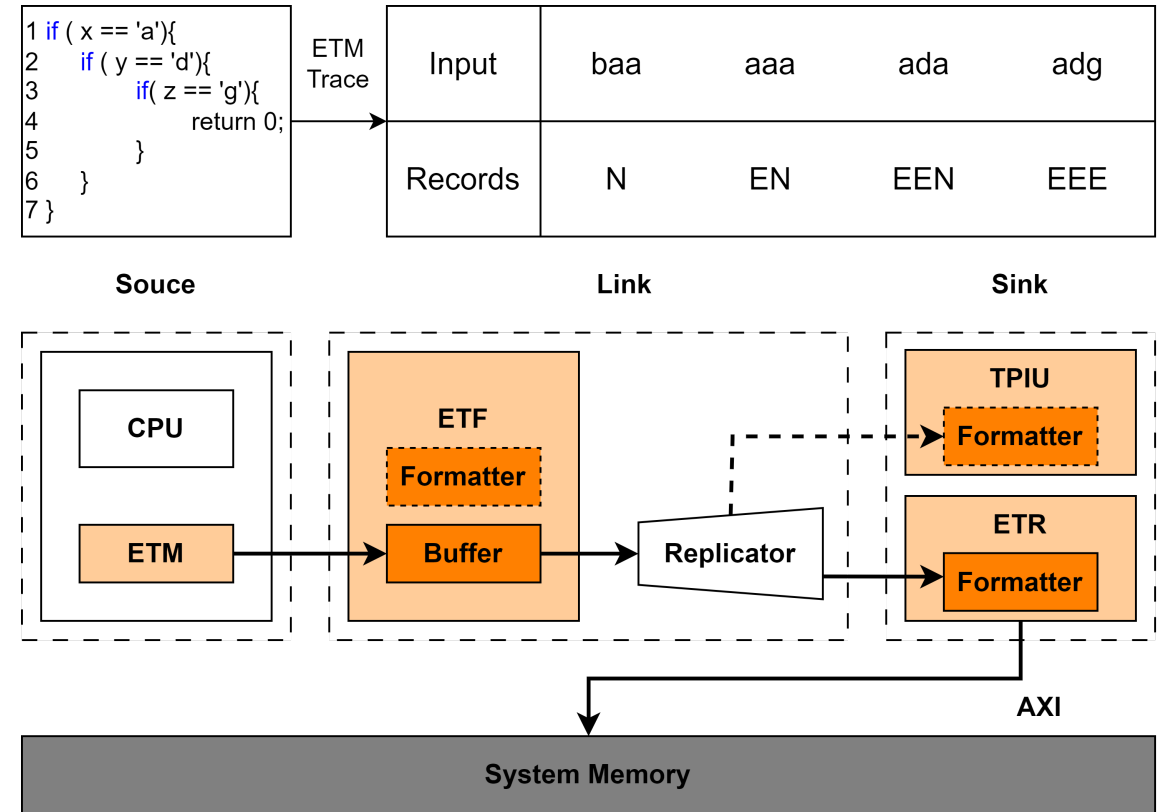 1 if ( x == 'a'){
2 if ( y == 'd'){
3 if( z == 'g'){
4 return 0;
5 }
6 }
7 }
ETM
Trace
Input baa aaa ada adg
Records N EN EEN EEE
Souce Link Sink
CPU
ETM
ETF
Formatter
Buffer
Replicator
TPIU
Formatter
ETR
Formatter
AXI
System Memory